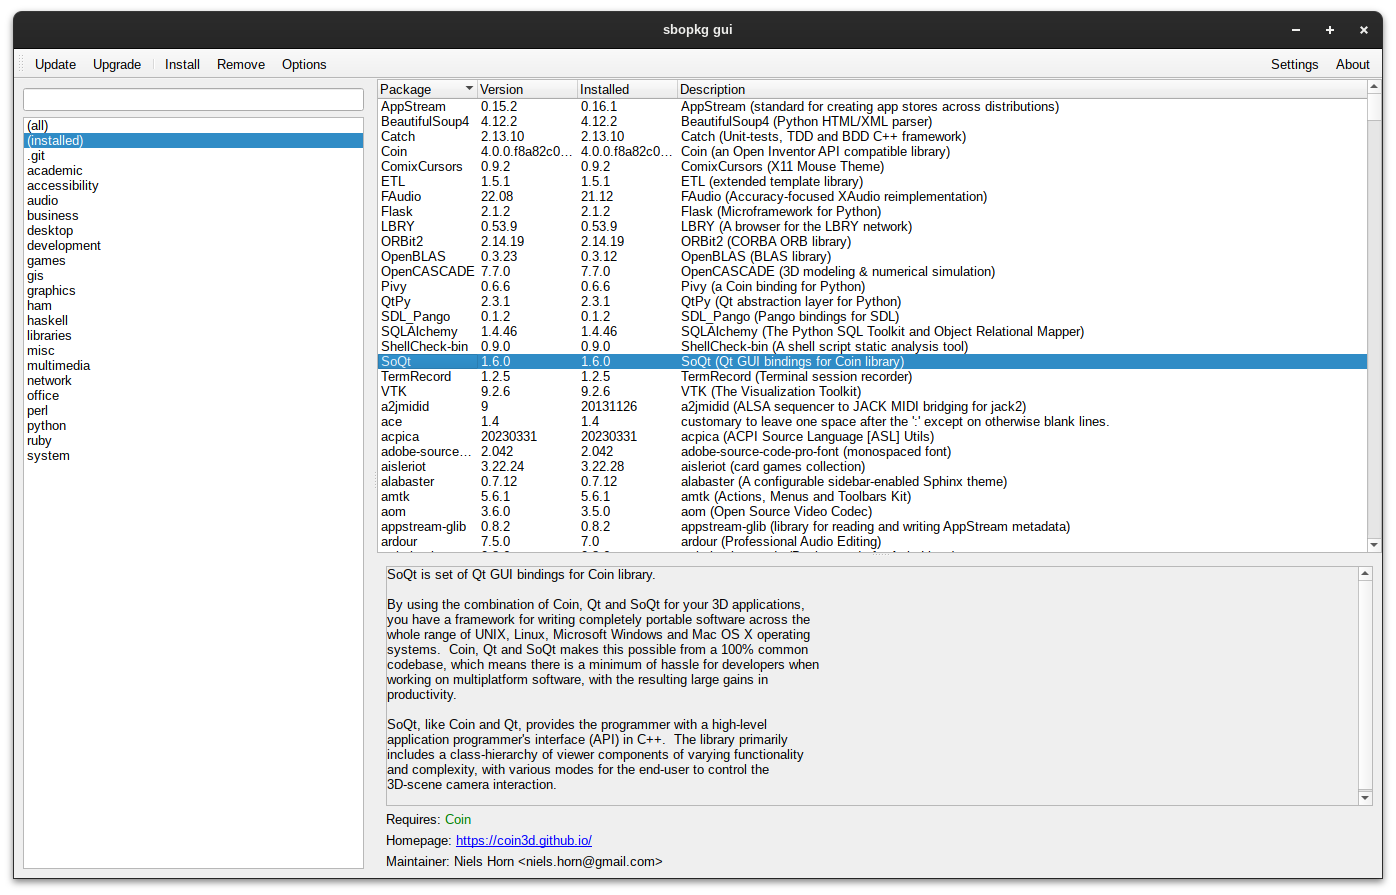 sbopkg gui
Update Upgrade Install Remove Options Settings About
(all)
(installed)
.git
academic
accessibility
audio
business
desktop
development
games
gis
graphics
ham
haskell
libraries
misc
multimedia
network
office
perl
python
ruby
system
Package Version Installed Description
AppStream 0.15.2 0.16.1 AppStream (standard for creating app stores across distributions)
BeautifulSoup4 4.12.2 4.12.2 BeautifulSoup4 (Python HTML/XML parser)
Catch 2.13.10 2.13.10 Catch (Unit-tests, TDD and BDD C++ framework)
Coin 4.0.0.f8a82c0... 4.0.0.f8a82c0... Coin (an Open Inventor API compatible library)
ComixCursors 0.9.2 0.9.2 ComixCursors (X11 Mouse Theme)
ETL 1.5.1 1.5.1 ETL (extended template library)
FAudio 22.08 21.12 FAudio (Accuracy-focused XAudio reimplementation)
Flask 2.1.2 2.1.2 Flask (Microframework for Python)
LBRY 0.53.9 0.53.9 LBRY (A browser for the LBRY network)
ORBit2 2.14.19 2.14.19 ORBit2 (CORBA ORB library)
OpenBLAS 0.3.23 0.3.12 OpenBLAS (BLAS library)
OpenCASCADE 7.7.0 7.7.0 OpenCASCADE (3D modeling & numerical simulation)
Pivy 0.6.6 0.6.6 Pivy (a Coin binding for Python)
QtPy 2.3.1 2.3.1 QtPy (Qt abstraction layer for Python)
SDL_Pango 0.1.2 0.1.2 SDL_Pango (Pango bindings for SDL)
SQLAlchemy 1.4.46 1.4.46 SQLAlchemy (The Python SQL Toolkit and Object Relational Mapper)
ShellCheck-bin 0.9.0 0.9.0 ShellCheck-bin (A shell script static analysis tool)
SoQt 1.6.0 1.6.0 SoQt (Qt GUI bindings for Coin library)
TermRecord 1.2.5 1.2.5 TermRecord (Terminal session recorder)
VTK 9.2.6 9.2.6 VTK (The Visualization Toolkit)
a2jmidid 9 20131126 a2jmidid (ALSA sequencer to JACK MIDI bridging for jack2)
ace 1.4 1.4 customary to leave one space after the ':' except on otherwise blank lines.
acpica 20230331 20230331 acpica (ACPI Source Language [ASL] Utils)
adobe-source... 2.042 2.042 adobe-source-code-pro-font (monospaced font)
aisleriot 3.22.24 3.22.28 aisleriot (card games collection)
alabaster 0.7.12 0.7.12 alabaster (A configurable sidebar-enabled Sphinx theme)
amtk 5.6.1 5.6.1 amtk (Actions, Menus and Toolbars Kit)
aom 3.6.0 3.5.0 aom (Open Source Video Codec)
appstream-glib 0.8.2 0.8.2 appstream-glib (library for reading and writing AppStream metadata)
ardour 7.5.0 7.0 ardour (Professional Audio Editing)
SoQt is set of Qt GUI bindings for Coin library.
By using the combination of Coin, Qt and SoQt for your 3D applications,
you have a framework for writing completely portable software across the
whole range of UNIX, Linux, Microsoft Windows and Mac OS X operating
systems.  Coin, Qt and SoQt makes this possible from a 100% common
codebase, which means there is a minimum of hassle for developers when
working on multiplatform software, with the resulting large gains in
productivity.
SoQt, like Coin and Qt, provides the programmer with a high-level
application programmer's interface (API) in C++.  The library primarily
includes a class-hierarchy of viewer components of varying functionality
and complexity, with various modes for the end-user to control the
3D-scene camera interaction.
Requires: Coin
Homepage: https://coin3d.github.io/
Maintainer: Niels Horn <niels.horn@gmail.com>